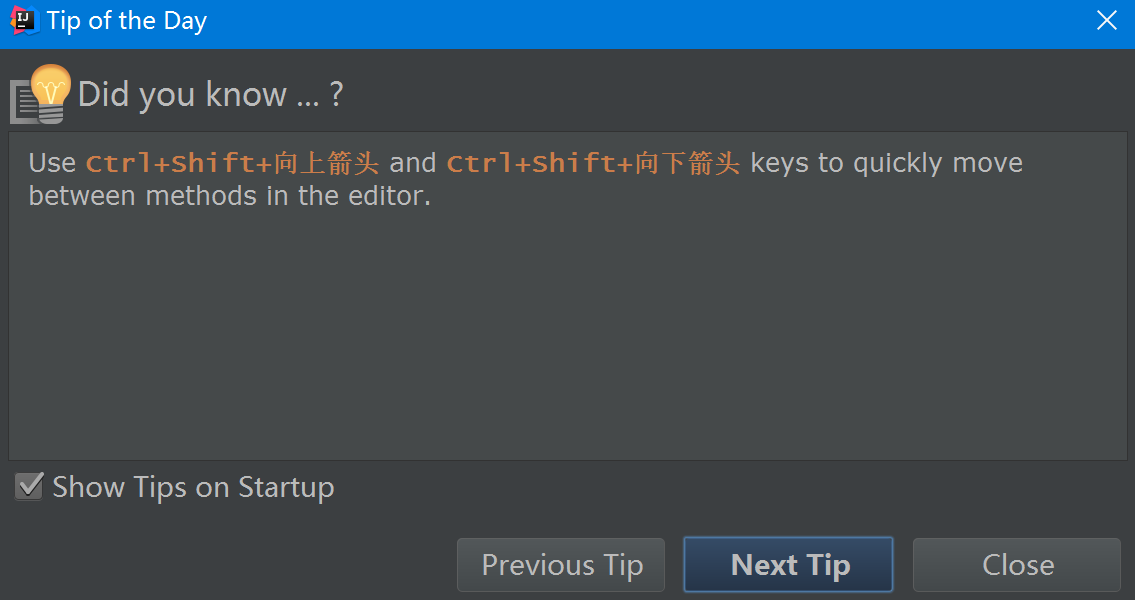 IJ
Tip of the Day
Did you know ... ?
Use Ctrl+Shift+向上箭头 and Ctrl+Shift+向下箭头 keys to quickly move
between methods in the editor.
Show Tips on Startup
Previous Tip
Next Tip
Close